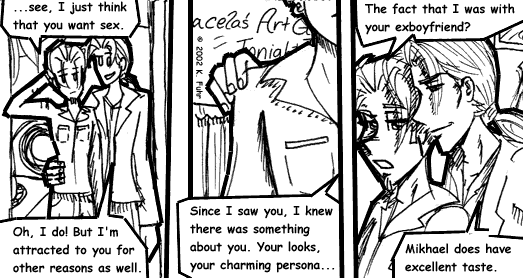 ...see, I just think
that you want sex.
Oh, I do! But I'm
attracted to you for
other reasons as well.
© 2002 K. Fuhr
Since I saw you, I knew
there was something
about you. Your looks,
your charming persona...
The fact that I was with
your exboyfriend?
Mikhael does have
excellent taste.